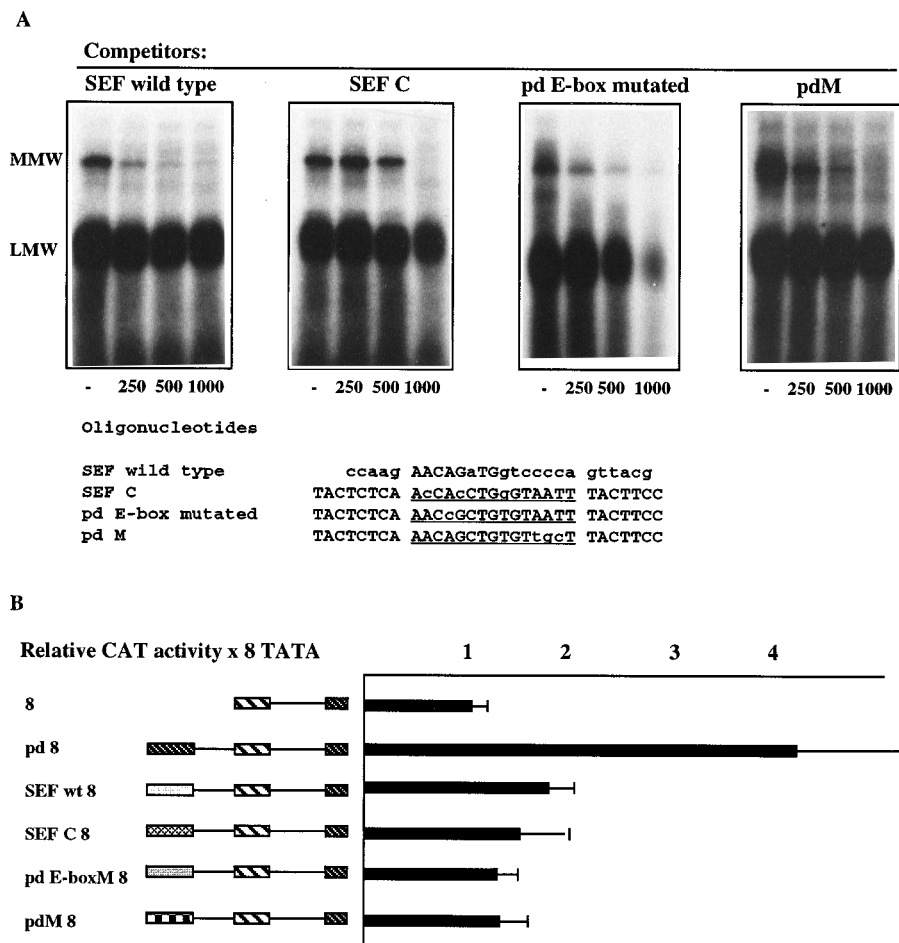 A
Competitors:
SEF wild type SEF C pd E-box mutated pdM
MMW
LMW
- 250 500 1000 - 250 500 1000 - 250 500 1000 - 250 500 1000
Oligonucleotides
SEF wild type ccaag AACAGaTGgtcccca gttacg
SEF C TACTCTCA AcCAcCTGgGTAATT TACTTCC
pd E-box mutated TACTCTCA AACcGCTGTGTAATT TACTTCC
pd M TACTCTCA AACAGCTGTGTtgcT TACTTCC
B
Relative CAT activity x 8 TATA 1 2 3 4
8
pd 8
SEF wt 8
SEF C 8
pd E-boxM 8
pdM 8